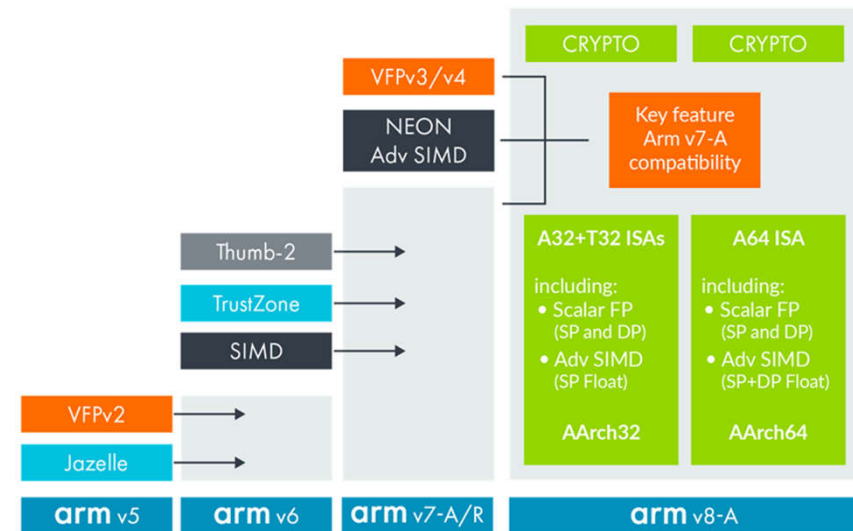 CRYPTO
CRYPTO
VFPv3/v4
NEON
Adv SIMD
Key feature
Arm v7-A
compatibility
Thumb-2
TrustZone
SIMD
A32+T32 ISAs
including:
• Scalar FP
(SP and DP)
• Adv SIMD
(SP Float)
AArch32
A64 ISA
including:
• Scalar FP
(SP and DP)
• Adv SIMD
(SP+DP Float)
AArch64
VFPv2
Jazelle
arm v5
arm v6
arm v7-A/R
arm v8-A